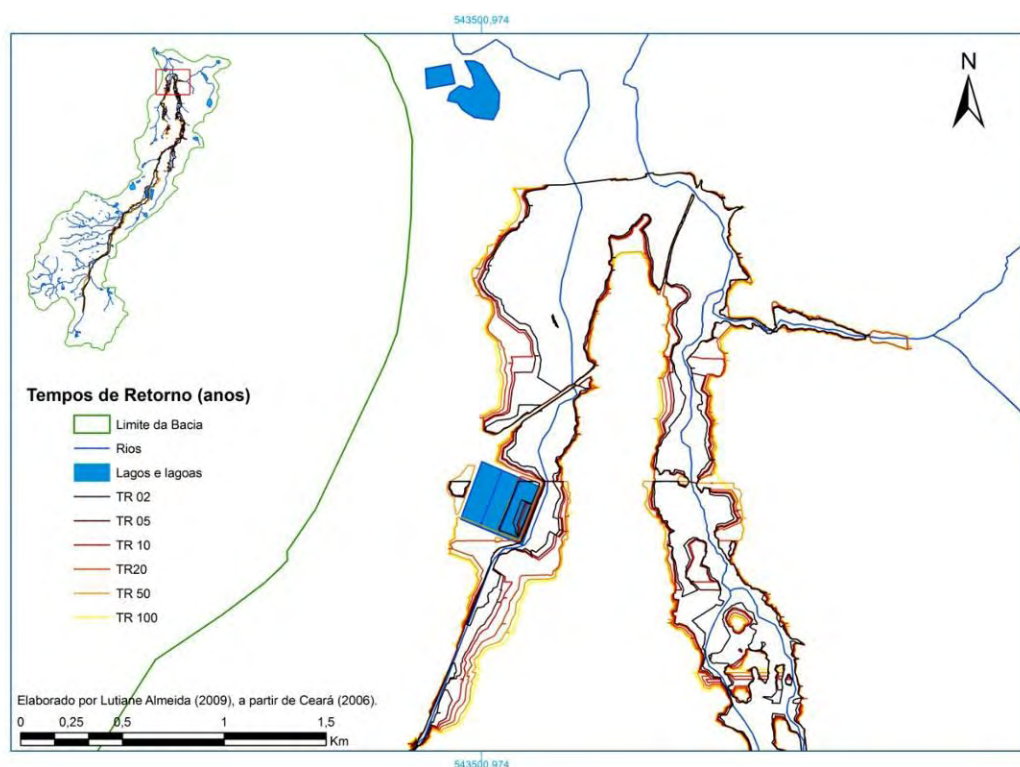 543500,974
N
Tempos de Retorno (anos)
Limite da Bacia
Rios
Lagos e lagoas
TR 02
TR 05
TR 10
TR20
TR 50
TR 100
Elaborado por Lutiane Almeida (2009), a partir de Ceará (2006).
0 0,25 0,5 1 1,5
Km
543500,974